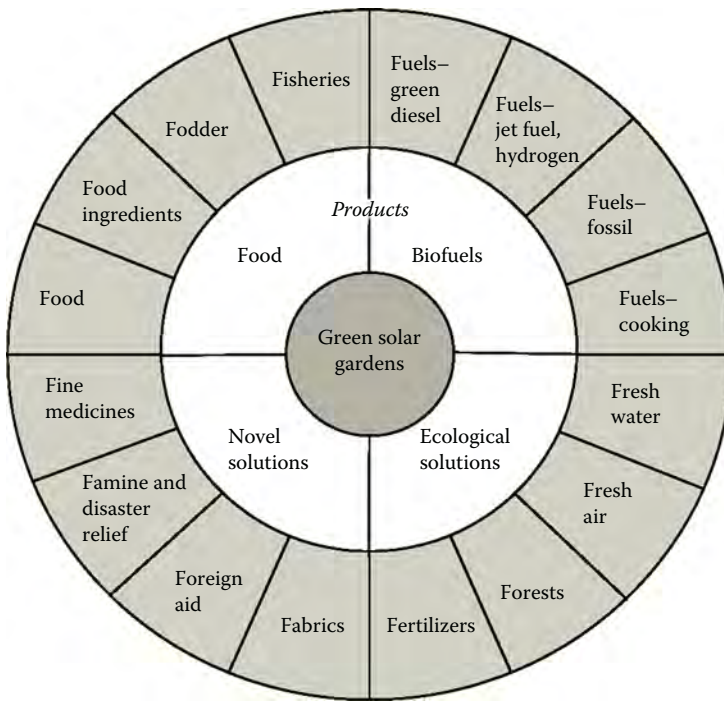 Fisheries
Fuels–
green
diesel
Fuels–
jet fuel,
hydrogen
Fuels–
fossil
Fuels–
cooking
Fresh
water
Fresh
air
Forests
Fertilizers
Fabrics
Foreign
aid
Famine and
disaster
relief
Fine
medicines
Food
Food
ingredients
Fodder
Products
Food
Biofuels
Green solar
gardens
Novel
solutions
Ecological
solutions